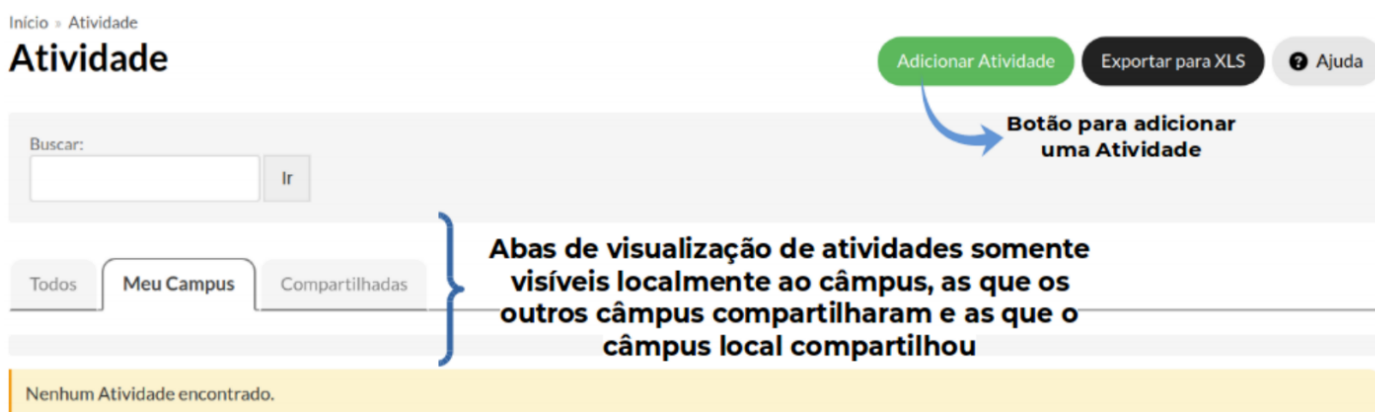 Início » Atividade
Atividade
Adicionar Atividade
Exportar para XLS
? Ajuda
Botão para adicionar
uma Atividade
Buscar:
Ir
Todos
Meu Campus
Compartilhadas
Abas de visualização de atividades somente
visíveis localmente ao câmpus, as que os
outros câmpus compartilharam e as que o
câmpus local compartilhou
Nenhum Atividade encontrado.